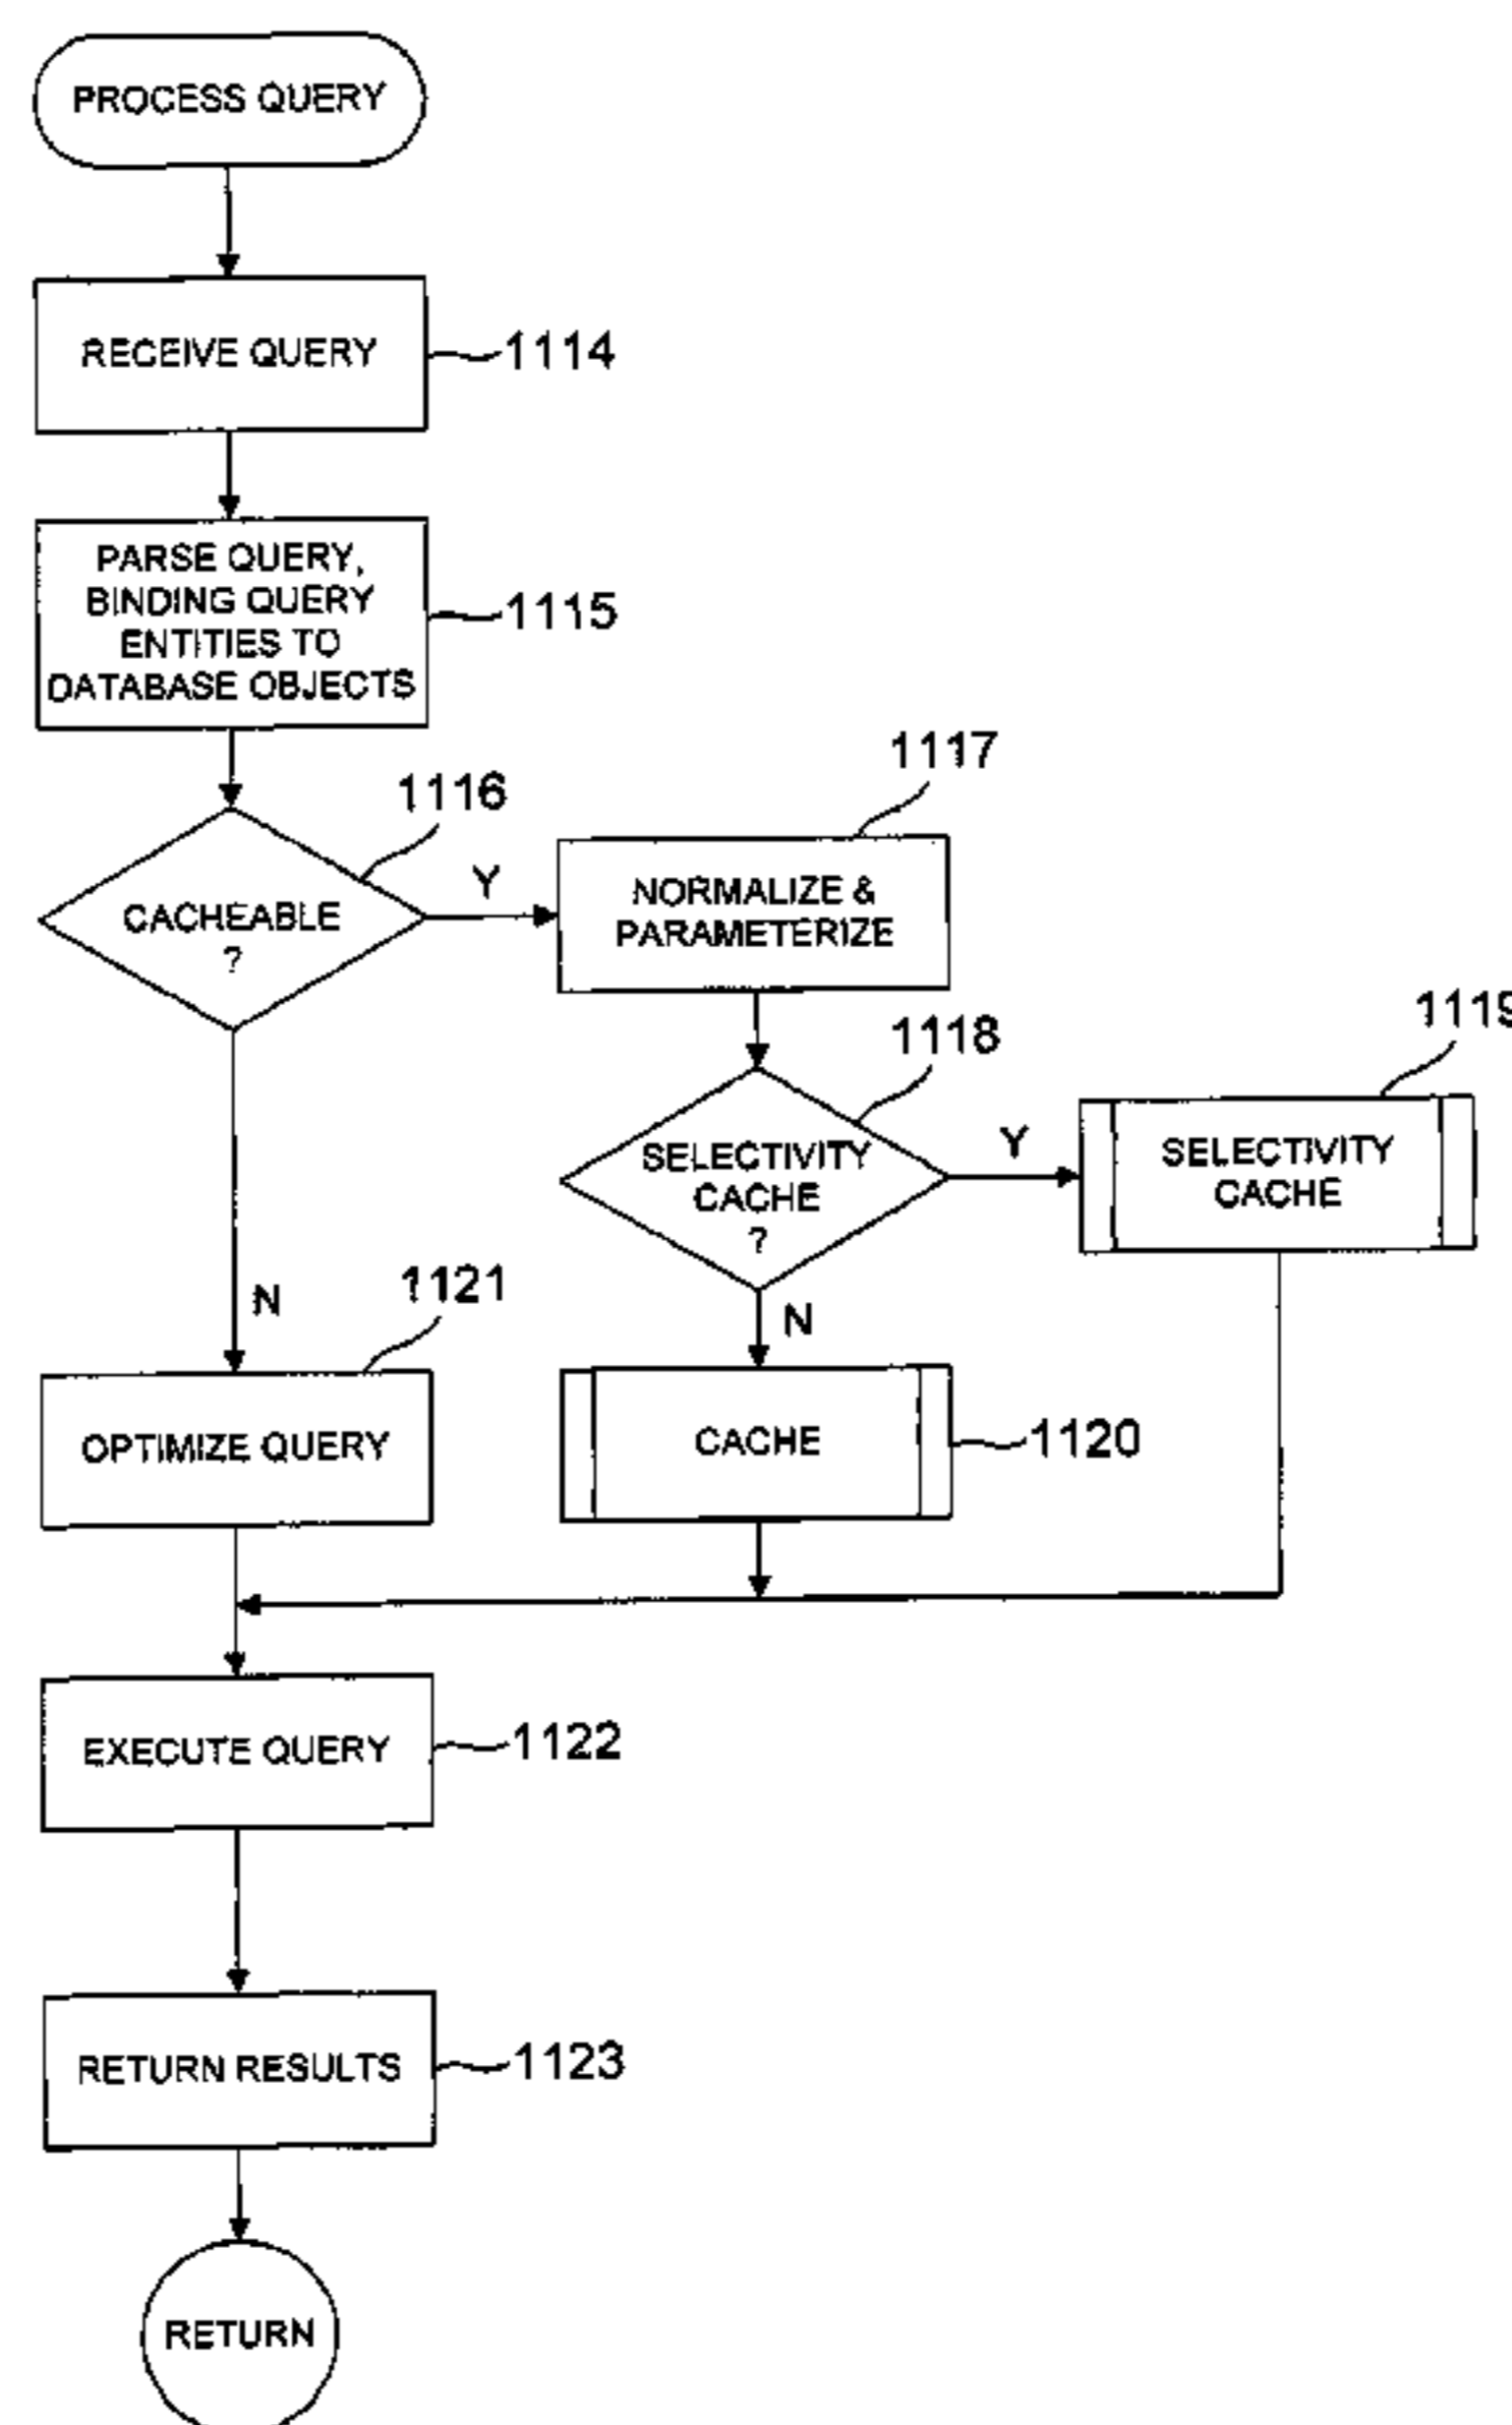 PROCESS QUERY
RECEIVE QUERY
1114
PARSE QUERY,
BINDING QUERY
ENTITIES TO
DATABASE OBJECTS
1115
1116
CACHEABLE
?
Y
N
1117
NORMALIZE &
PARAMETERIZE
1118
SELECTIVITY
CACHE
?
Y
N
1119
SELECTIVITY
CACHE
1121
OPTIMIZE QUERY
CACHE
1120
EXECUTE QUERY
1122
RETURN RESULTS
1123
RETURN